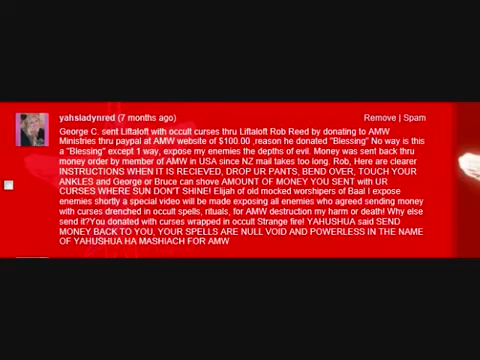 yahsladynred (7 months ago) Remove | Spam
George C. sent Liftaloft with occult curses thru Liftaloft Rob Reed by donating to AMW
Ministries thru paypal at AMW website of $100.00 ,reason he donated "Blessing" No way is this
a "Blessing" except 1 way, expose my enemies the depths of evil. Money was sent back thru
money order by member of AMW in USA since NZ mail takes too long. Rob, Here are clearer
INSTRUCTIONS WHEN IT IS RECIEVED, DROP UR PANTS, BEND OVER, TOUCH YOUR
ANKLES and George or Bruce can shove AMOUNT OF MONEY YOU SENT with UR
CURSES WHERE SUN DON'T SHINE! Elijah of old mocked worshipers of Baal I expose
enemies shortly a special video will be made exposing all enemies who agreed sending money
with curses drenched in occult spells, rituals, for AMW destruction my harm or death! Why else
send it?You donated with curses wrapped in occult Strange fire! YAHUSHUA said SEND
MONEY BACK TO YOU, YOUR SPELLS ARE NULL VOID AND POWERLESS IN THE NAME
OF YAHUSHUA HA MASHIACH FOR AMW